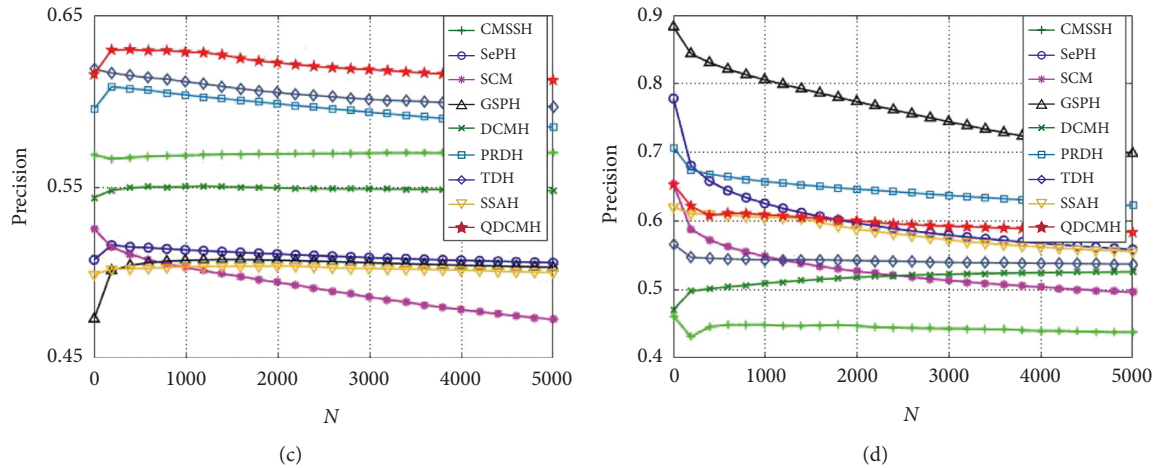 0.65
0.55
0.45
Precision
0 1000 2000 3000 4000 5000
N
CMSSH
SePH
SCM
GSPH
DCMH
PRDH
TDH
SSAH
QDCMH
(c)
0.9
0.8
0.7
0.6
0.5
0.4
Precision
0 1000 2000 3000 4000 5000
N
CMSSH
SePH
SCM
GSPH
DCMH
PRDH
TDH
SSAH
QDCMH
(d)